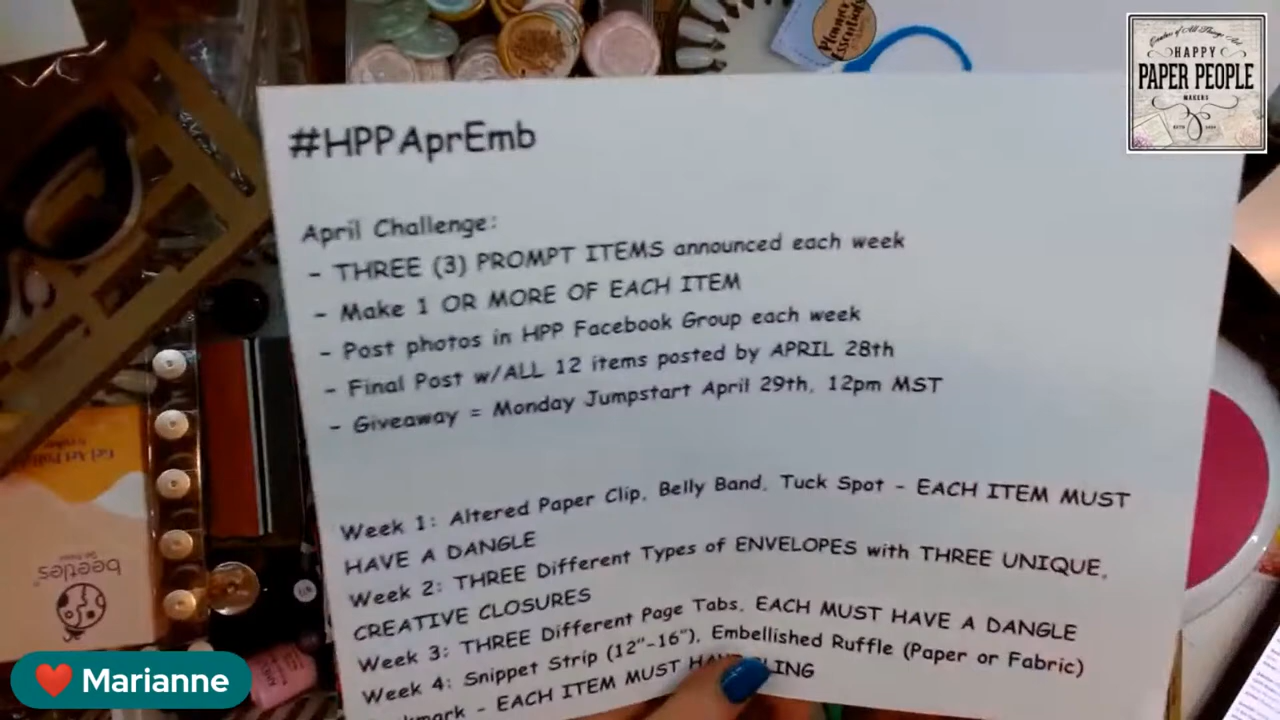 #HPPAprEmb
April Challenge:
- THREE (3) PROMPT ITEMS announced each week
- Make 1 OR MORE OF EACH ITEM
- Post photos in HPP Facebook Group each week
- Final Post w/ALL 12 items posted by APRIL 28th
- Giveaway = Monday Jumpstart April 29th, 12pm MST
Week 1: Altered Paper Clip, Belly Band, Tuck Spot - EACH ITEM MUST
HAVE A DANGLE
Week 2: THREE Different Types of ENVELOPES with THREE UNIQUE,
CREATIVE CLOSURES
Week 3: THREE Different Page Tabs, EACH MUST HAVE A DANGLE
Week 4: Snippet Strip (12"-16"), Embellished Ruffle (Paper or Fabric)
- EACH ITEM MUST
Planner
Essentials
HAPPY
PAPER PEOPLE
MAKERS
beetles
❤️ Marianne